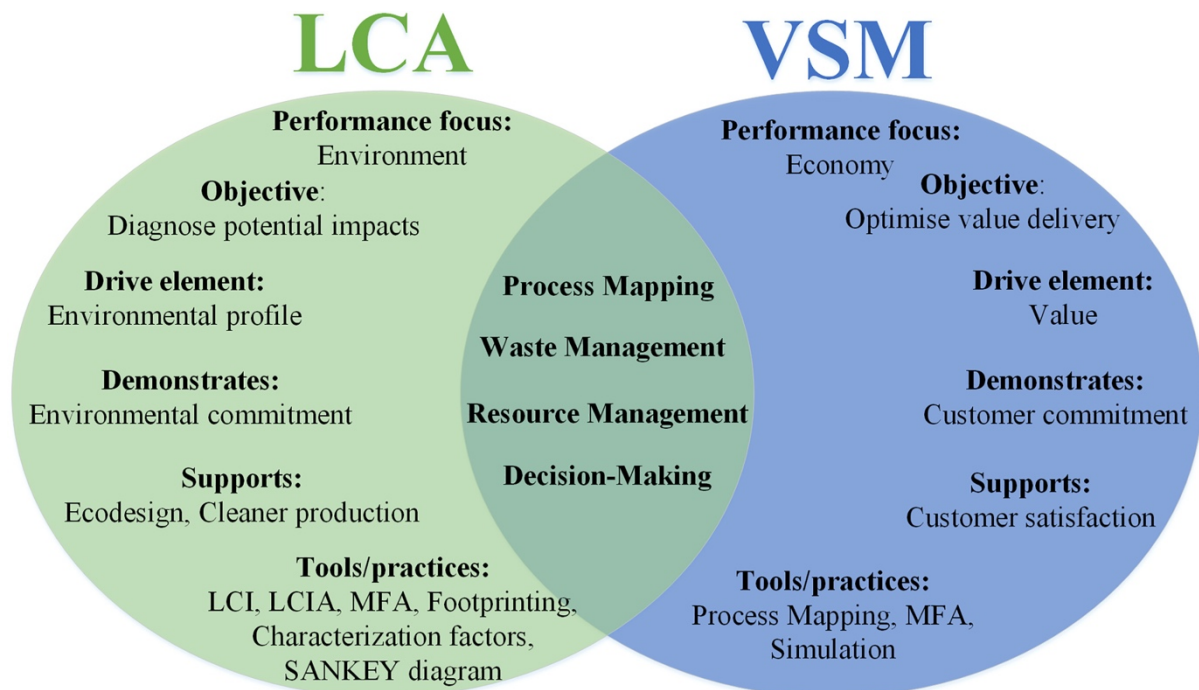 LCA
VSM
Performance focus:
Environment
Objective:
Diagnose potential impacts
Drive element:
Environmental profile
Demonstrates:
Environmental commitment
Supports:
Ecodesign, Cleaner production
Tools/practices:
LCI, LCIA, MFA, Footprinting,
Characterization factors,
SANKEY diagram
Process Mapping
Waste Management
Resource Management
Decision-Making
Performance focus:
Economy
Objective:
Optimise value delivery
Drive element:
Value
Demonstrates:
Customer commitment
Supports:
Customer satisfaction
Tools/practices:
Process Mapping, MFA,
Simulation